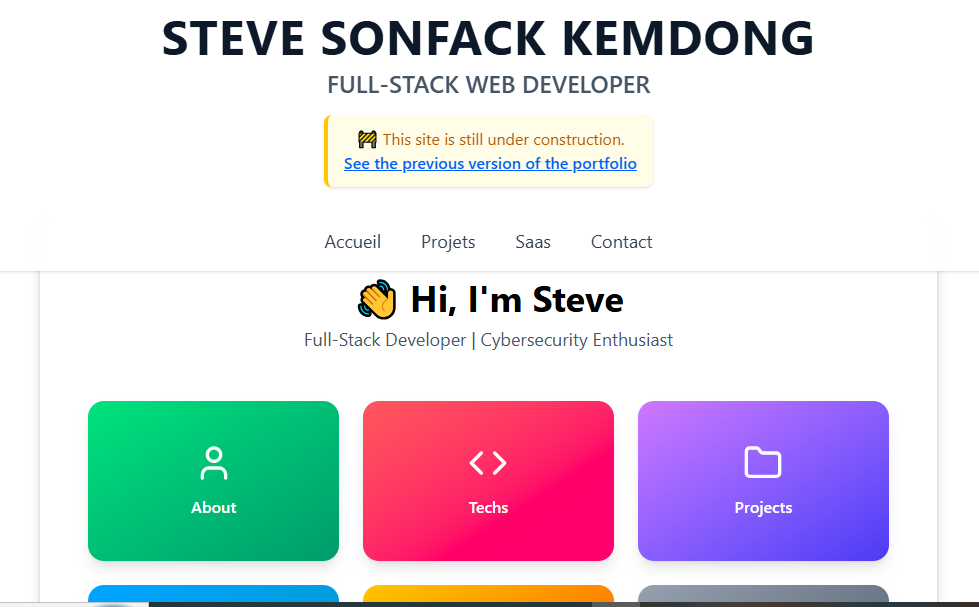 STEVE SONFACK KEMDONG
FULL-STACK WEB DEVELOPER
🚧 This site is still under construction.
See the previous version of the portfolio
Accueil Projets Saas Contact
👋 Hi, I'm Steve
Full-Stack Developer | Cybersecurity Enthusiast
About Techs Projects